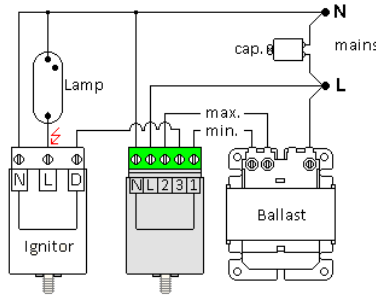 N
cap.
mains
L
Lamp
max.
min.
N L D
N L 2 3 1
Ignitor
Ballast